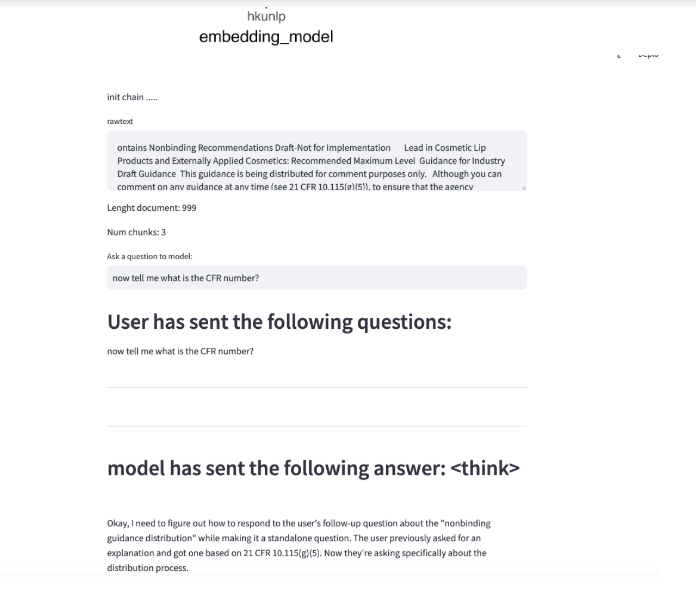 hkunlp
embedding_model
init chain .....
rawtext
ontains Nonbinding Recommendations Draft-Not for Implementation Lead in Cosmetic Lip
Products and Externally Applied Cosmetics: Recommended Maximum Level Guidance for Industry
Draft Guidance This guidance is being distributed for comment purposes only. Although you can
comment on any guidance at any time (see 21 CFR 10.115(g)(5)), to ensure that the agency
Lenght document: 999
Num chunks: 3
Ask a question to model:
now tell me what is the CFR number?
User has sent the following questions:
now tell me what is the CFR number?
model has sent the following answer: <think>
Okay, I need to figure out how to respond to the user's follow-up question about the "nonbinding
guidance distribution" while making it a standalone question. The user previously asked for an
explanation and got one based on 21 CFR 10.115(g)(5). Now they're asking specifically about the
distribution process.